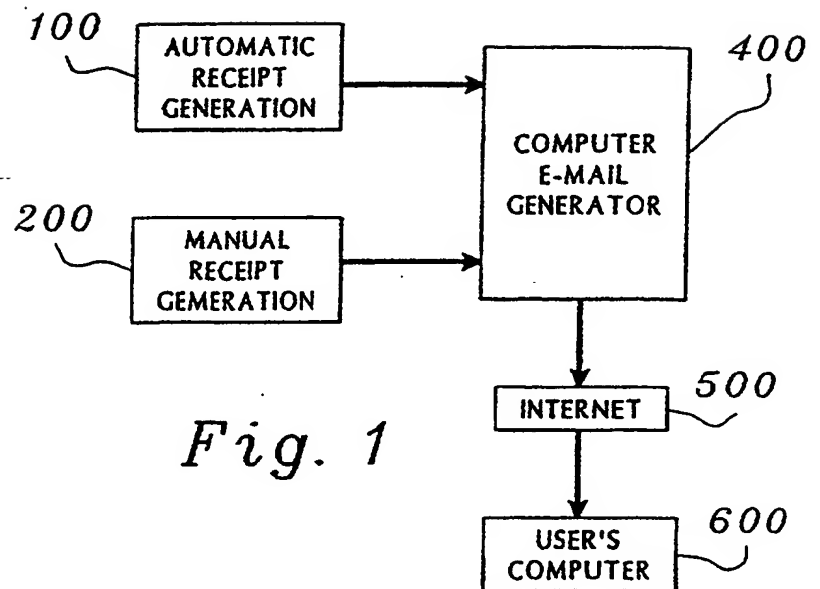 100
AUTOMATIC
RECEIPT
GENERATION
400
COMPUTER
E-MAIL
GENERATOR
200
MANUAL
RECEIPT
GEMERATION
INTERNET
500
Fig. 1
USER'S
COMPUTER
600